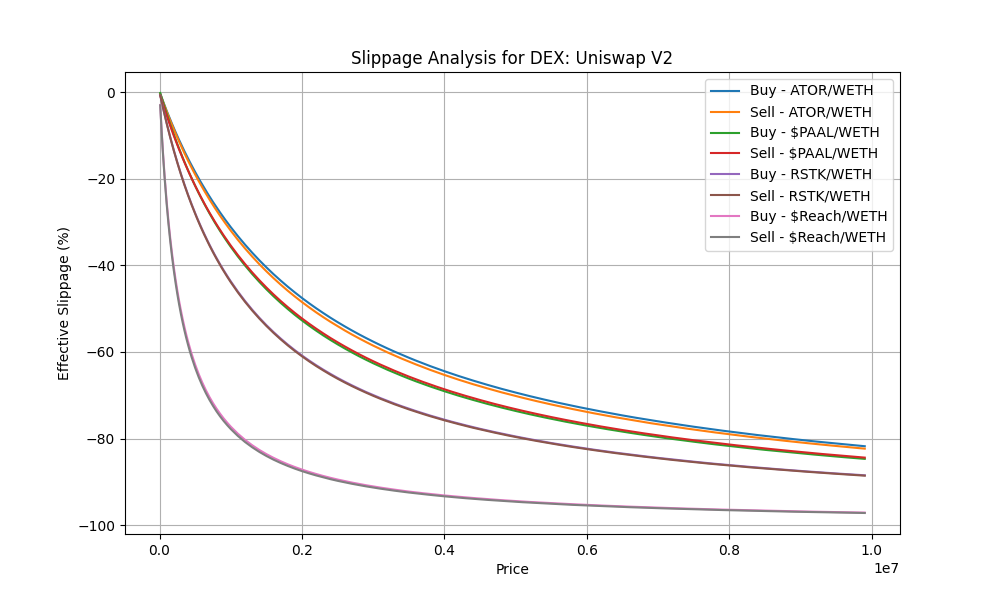 Slippage Analysis for DEX: Uniswap V2
Effective Slippage (%)
0
−20
−40
−60
−80
−100
Buy - ATOR/WETH
Sell - ATOR/WETH
Buy - $PAAL/WETH
Sell - $PAAL/WETH
Buy - RSTK/WETH
Sell - RSTK/WETH
Buy - $Reach/WETH
Sell - $Reach/WETH
0.0 0.2 0.4 0.6 0.8 1.0
1e7
Price